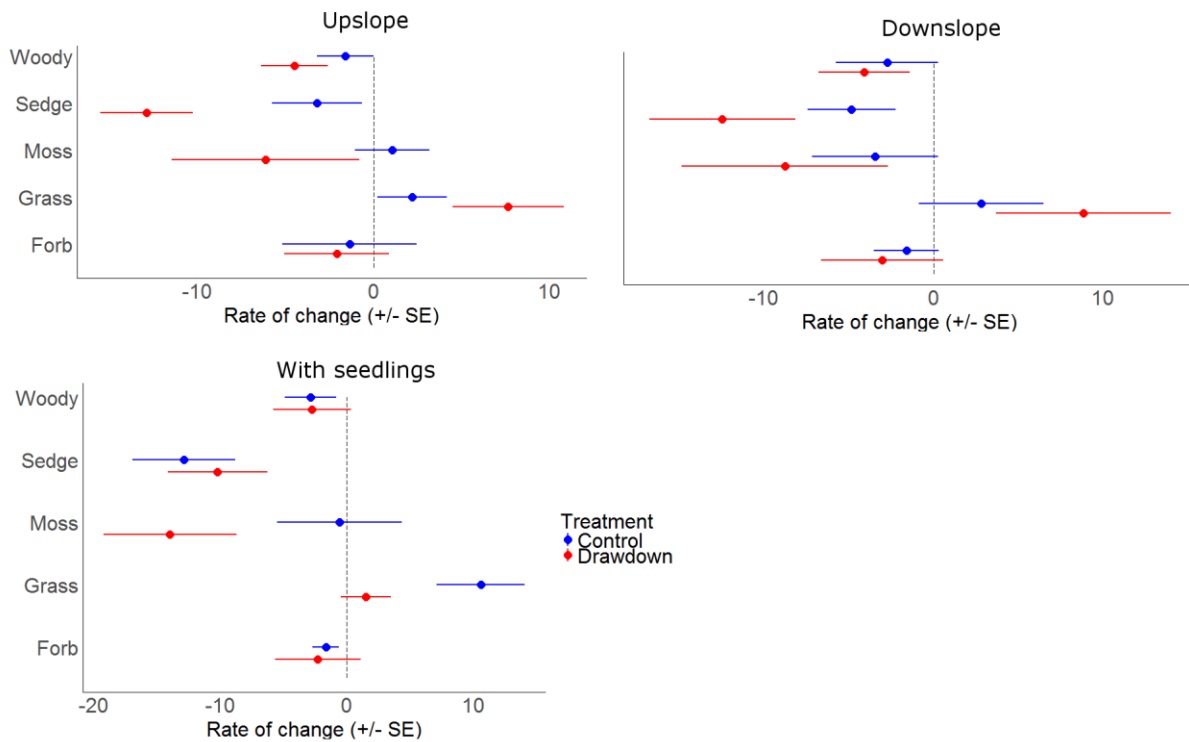 Upslope
Woody
Sedge
Moss
Grass
Forb
-10 0 10
Rate of change (+/- SE)
Downslope
-10 0 10
Rate of change (+/- SE)
With seedlings
Woody
Sedge
Moss
Grass
Forb
-20 -10 0 10
Rate of change (+/- SE)
Treatment
Control
Drawdown